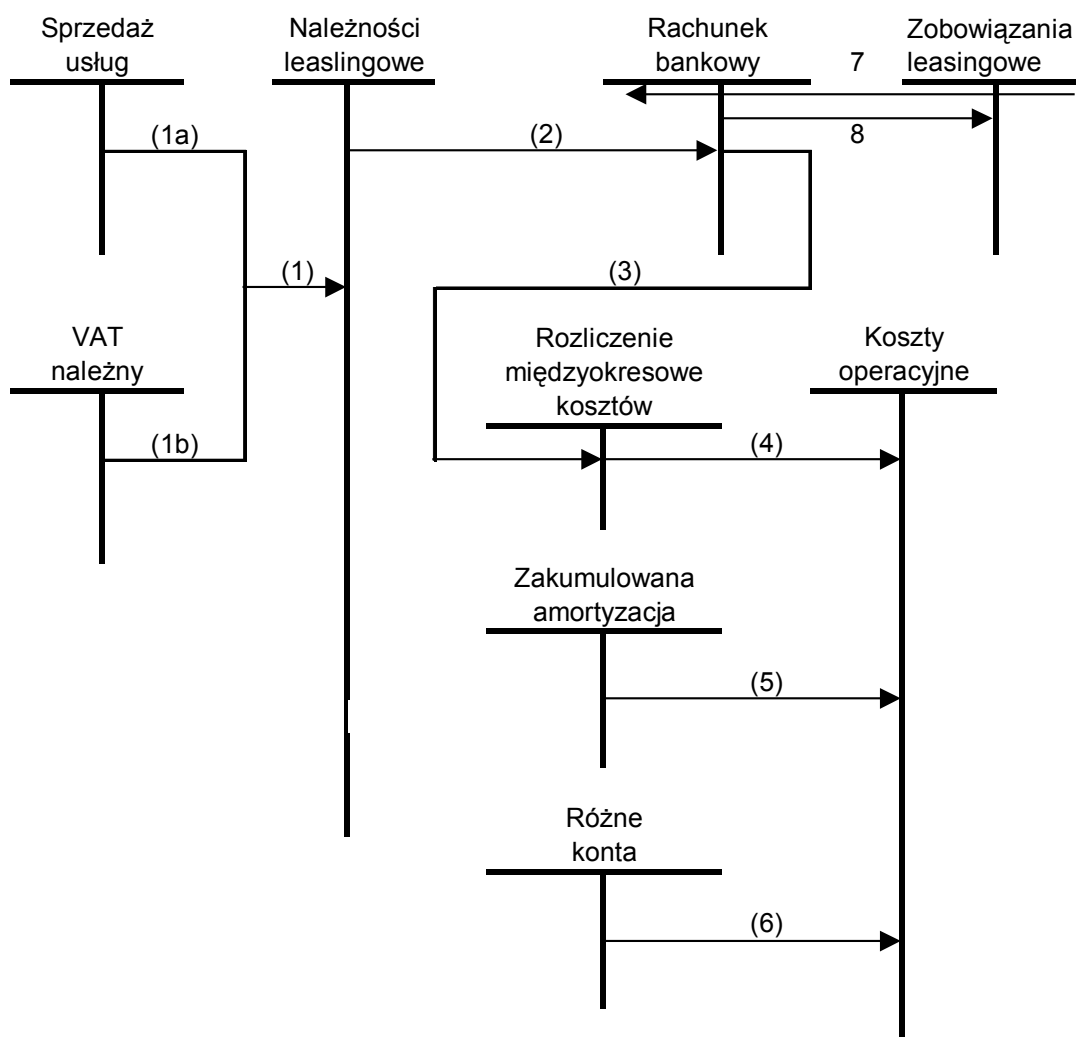 Sprzedaż
usług
Należności
leaslingowe
Rachunek
bankowy
Zobowiązania
leasingowe
7
8
(1a)
(2)
(1)
(3)
VAT
należny
(1b)
Rozliczenie
międzyokresowe
kosztów
Koszty
operacyjne
(4)
Zakumulowana
amortyzacja
(5)
Różne
konta
(6)